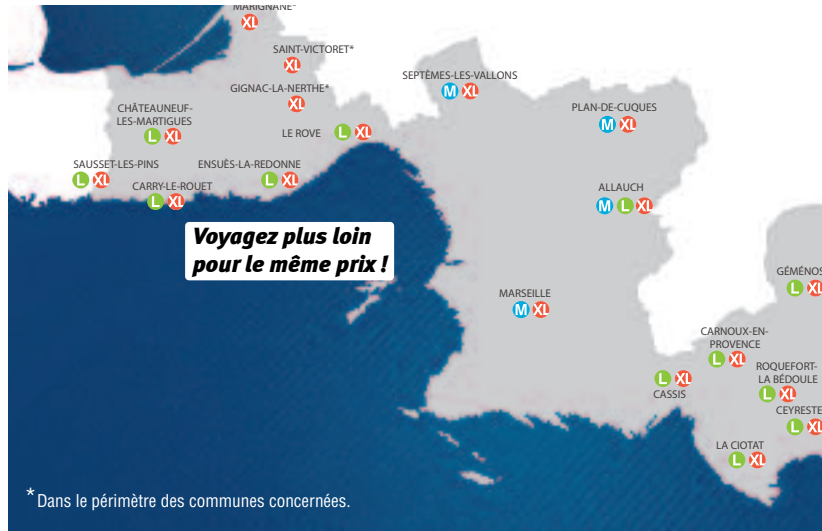 MARIGNANE*
XL
SAINT-VICTORET*
XL
SEPTÈMES-LES-VALLONS
M XL
GIGNAC-LA-NERTHE*
XL
CHÂTEAUNEUF-
LES-MARTIGUES
L XL
PLAN-DE-CUQUES
M XL
LE ROVE L XL
SAUSSET-LES-PINS
L XL
ENSUÈS-LA-REDONNE
L XL
CARRY-LE-ROUET
L XL
ALLAUCH
M L XL
Voyagez plus loin
pour le même prix !
GÉMÉNOS
L XL
MARSEILLE
M XL
CARNOUX-EN-
PROVENCE
L XL
ROQUEFORT-
LA BÉDOULE
L XL
L XL
CASSIS
CEYRESTE
L XL
LA CIOTAT
L XL
* Dans le périmètre des communes concernées.